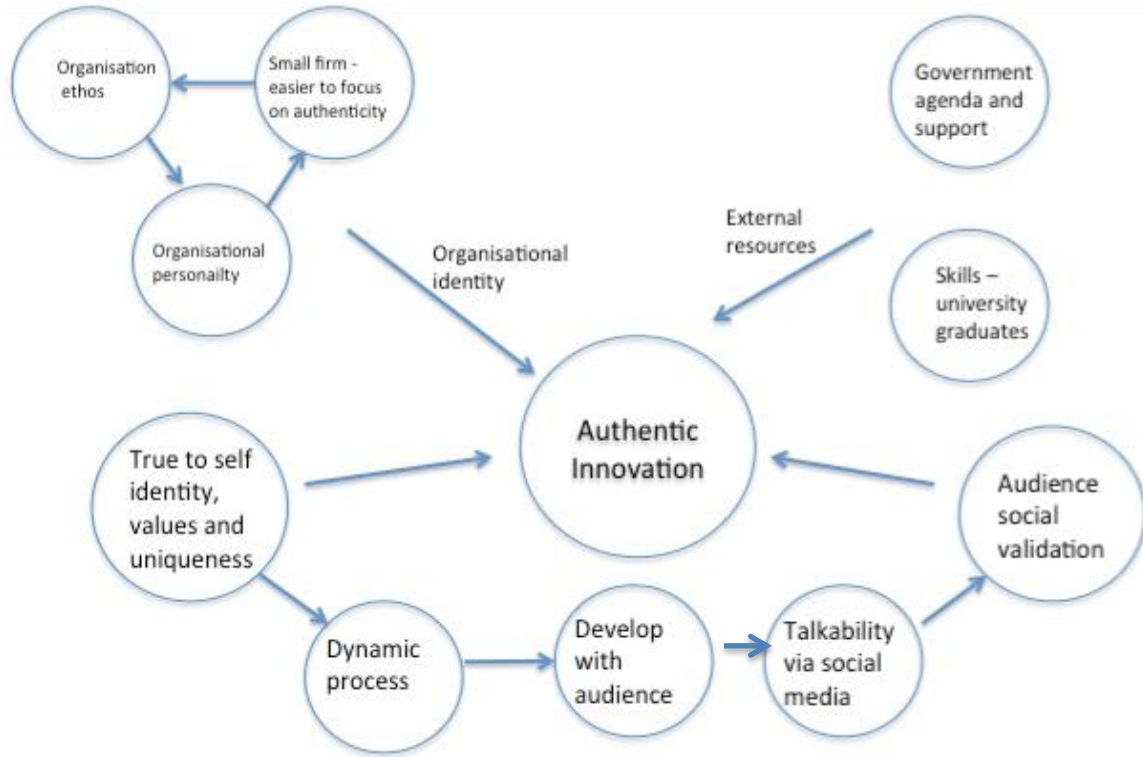 Organisation
ethos
Small firm -
easier to focus
on authenticity
Organisational
personailty
Government
agenda and
support
External
resources
Skills –
university
graduates
Organisational
identity
Authentic
Innovation
True to self
identity,
values and
uniqueness
Audience
social
validation
Dynamic
process
Develop
with
audience
Talkability
via social
media